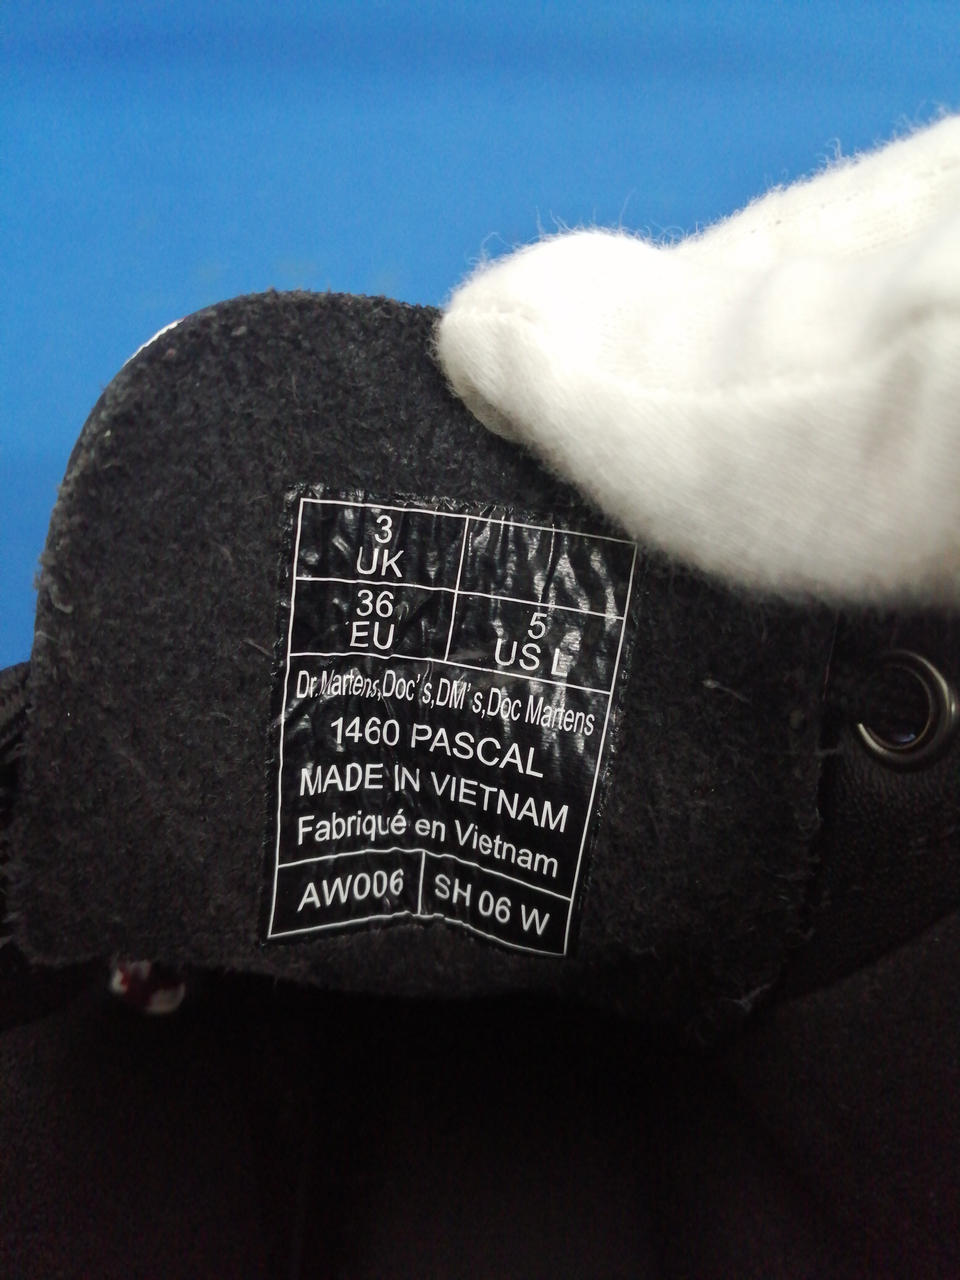 3
UK
36
EU
5
US L
Dr.Martens,Doc's,DM's,Doc Martens
1460 PASCAL
MADE IN VIETNAM
Fabriqué en Vietnam
AW006
SH 06 W